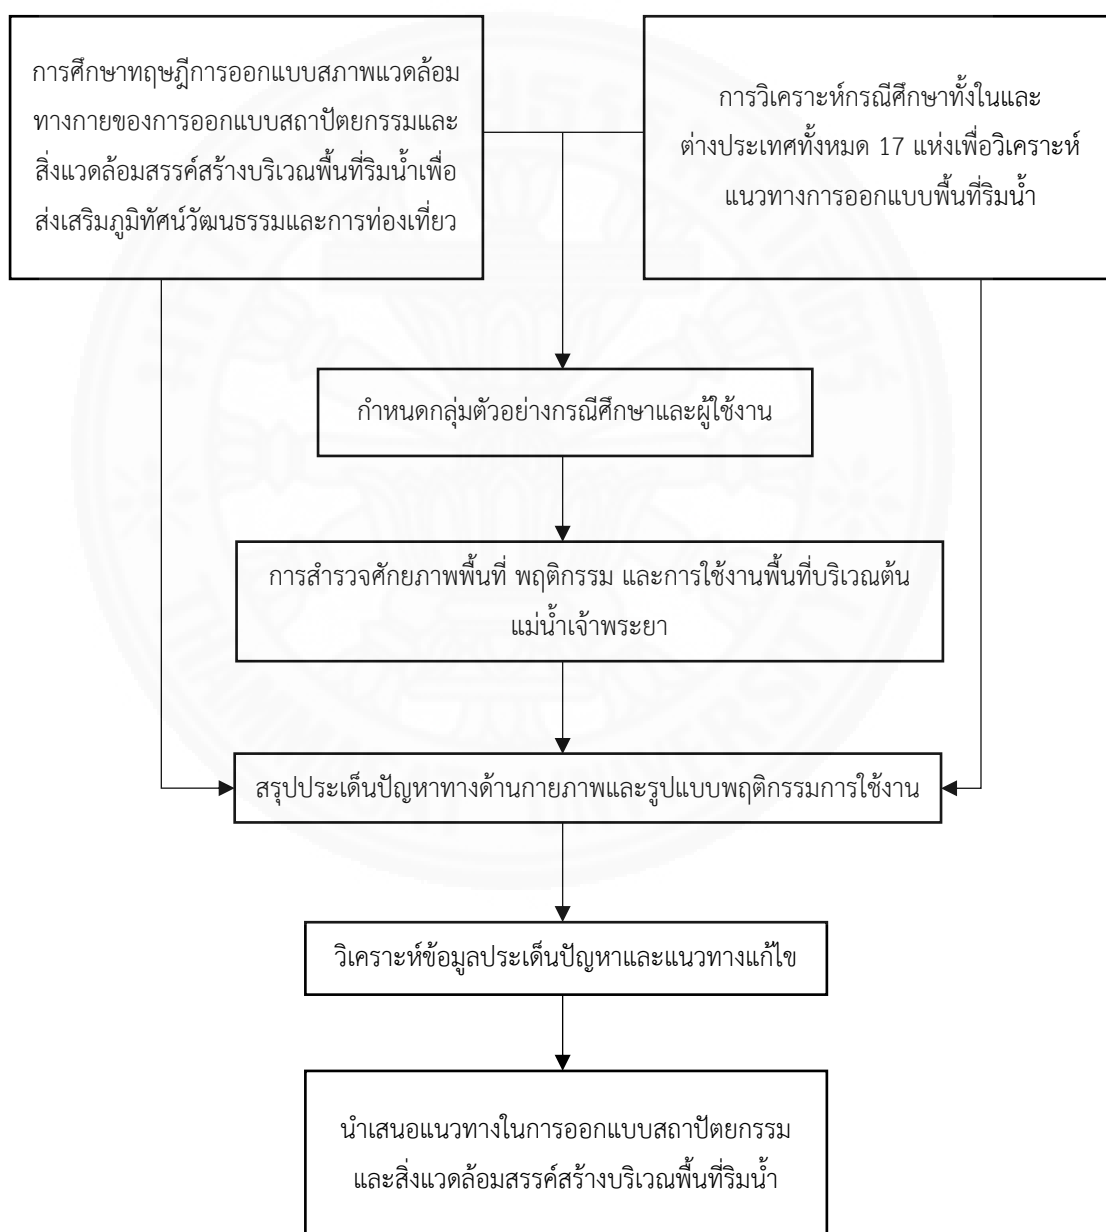 การศึกษาทฤษฎีการออกแบบสภาพแวดล้อม
ทางกายของการออกแบบสถาปัตยกรรมและ
สิ่งแวดล้อมสรรค์สร้างบริเวณพื้นที่ริมน้ำเพื่อ
ส่งเสริมภูมิทัศน์วัฒนธรรมและการท่องเที่ยว
การวิเคราะห์กรณีศึกษาทั้งในและ
ต่างประเทศทั้งหมด 17 แห่งเพื่อวิเคราะห์
แนวทางการออกแบบพื้นที่ริมน้ำ
กำหนดกลุ่มตัวอย่างกรณีศึกษาและผู้ใช้งาน
การสำรวจศักยภาพพื้นที่ พฤติกรรม และการใช้งานพื้นที่บริเวณต้น
แม่น้ำเจ้าพระยา
สรุปประเด็นปัญหาทางด้านกายภาพและรูปแบบพฤติกรรมการใช้งาน
วิเคราะห์ข้อมูลประเด็นปัญหาและแนวทางแก้ไข
นำเสนอแนวทางในการออกแบบสถาปัตยกรรม
และสิ่งแวดล้อมสรรค์สร้างบริเวณพื้นที่ริมน้ำ